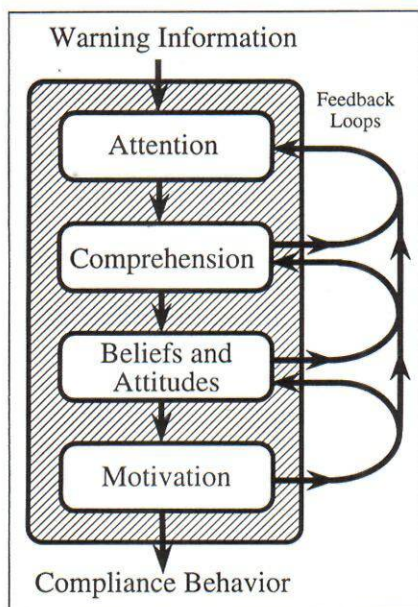 Warning Information
Feedback
Loops
Attention
Comprehension
Beliefs and
Attitudes
Motivation
Compliance Behavior